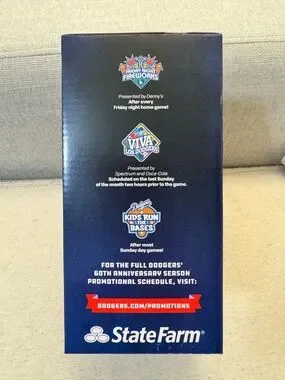 FRIDAY NIGHT
FIREWORKS
Presented by Denny's
After every
Friday night home game!
VIVA
LOS DODGERS
Presented by
Spectrum and Coca-Cola
Scheduled on the last Sunday
of the month two hours prior to the game.
Dodgers
KIDS RUN
THE
BASES
After most
Sunday day games!
FOR THE FULL DODGERS'
60TH ANNIVERSARY SEASON
PROMOTIONAL SCHEDULE, VISIT:
DODGERS.COM/PROMOTIONS
StateFarm®